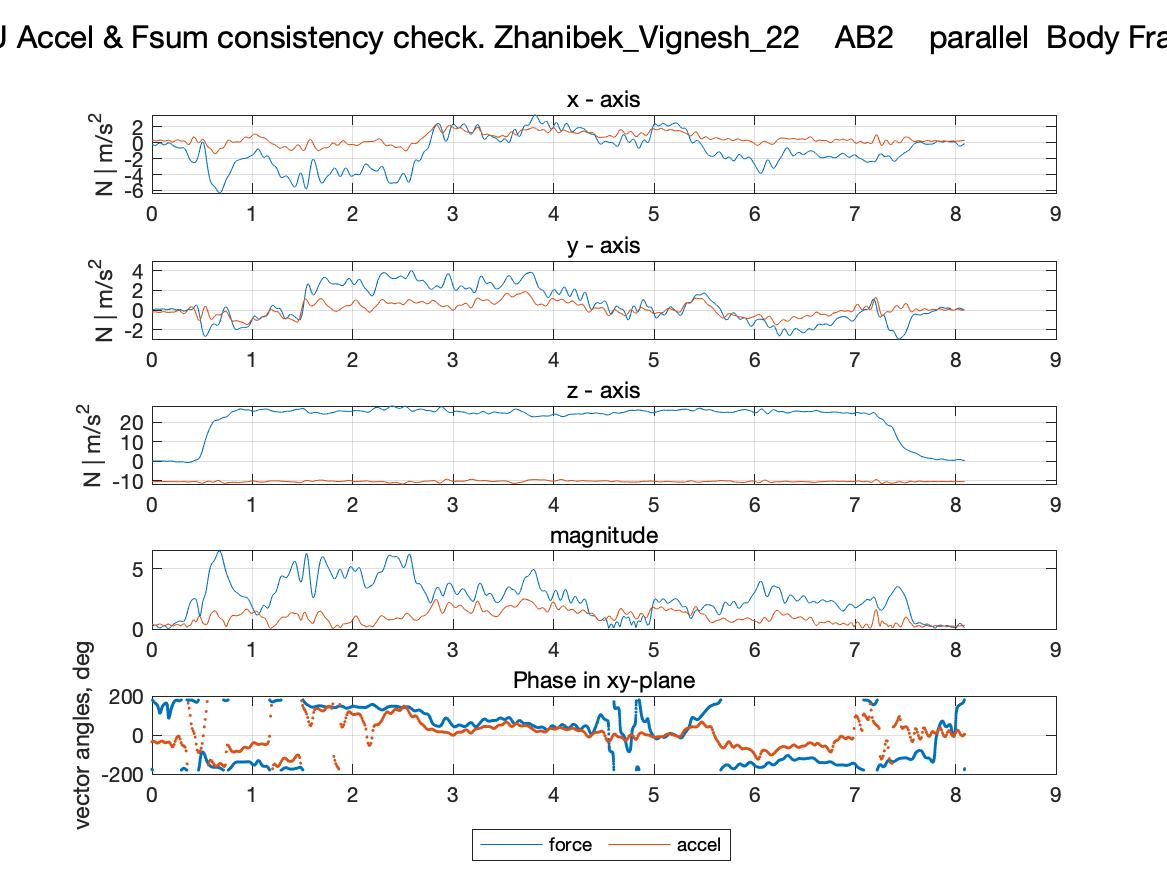 U Accel & Fsum consistency check. Zhanibek_Vignesh_22 AB2 parallel Body Fra
x - axis
N | m/s²
2
0
-2
-4
-6
0 1 2 3 4 5 6 7 8 9
y - axis
N | m/s²
4
2
0
-2
0 1 2 3 4 5 6 7 8 9
z - axis
N | m/s²
20
10
0
-10
0 1 2 3 4 5 6 7 8 9
magnitude
5
0
0 1 2 3 4 5 6 7 8 9
Phase in xy-plane
vector angles, deg
200
0
-200
0 1 2 3 4 5 6 7 8 9
force accel